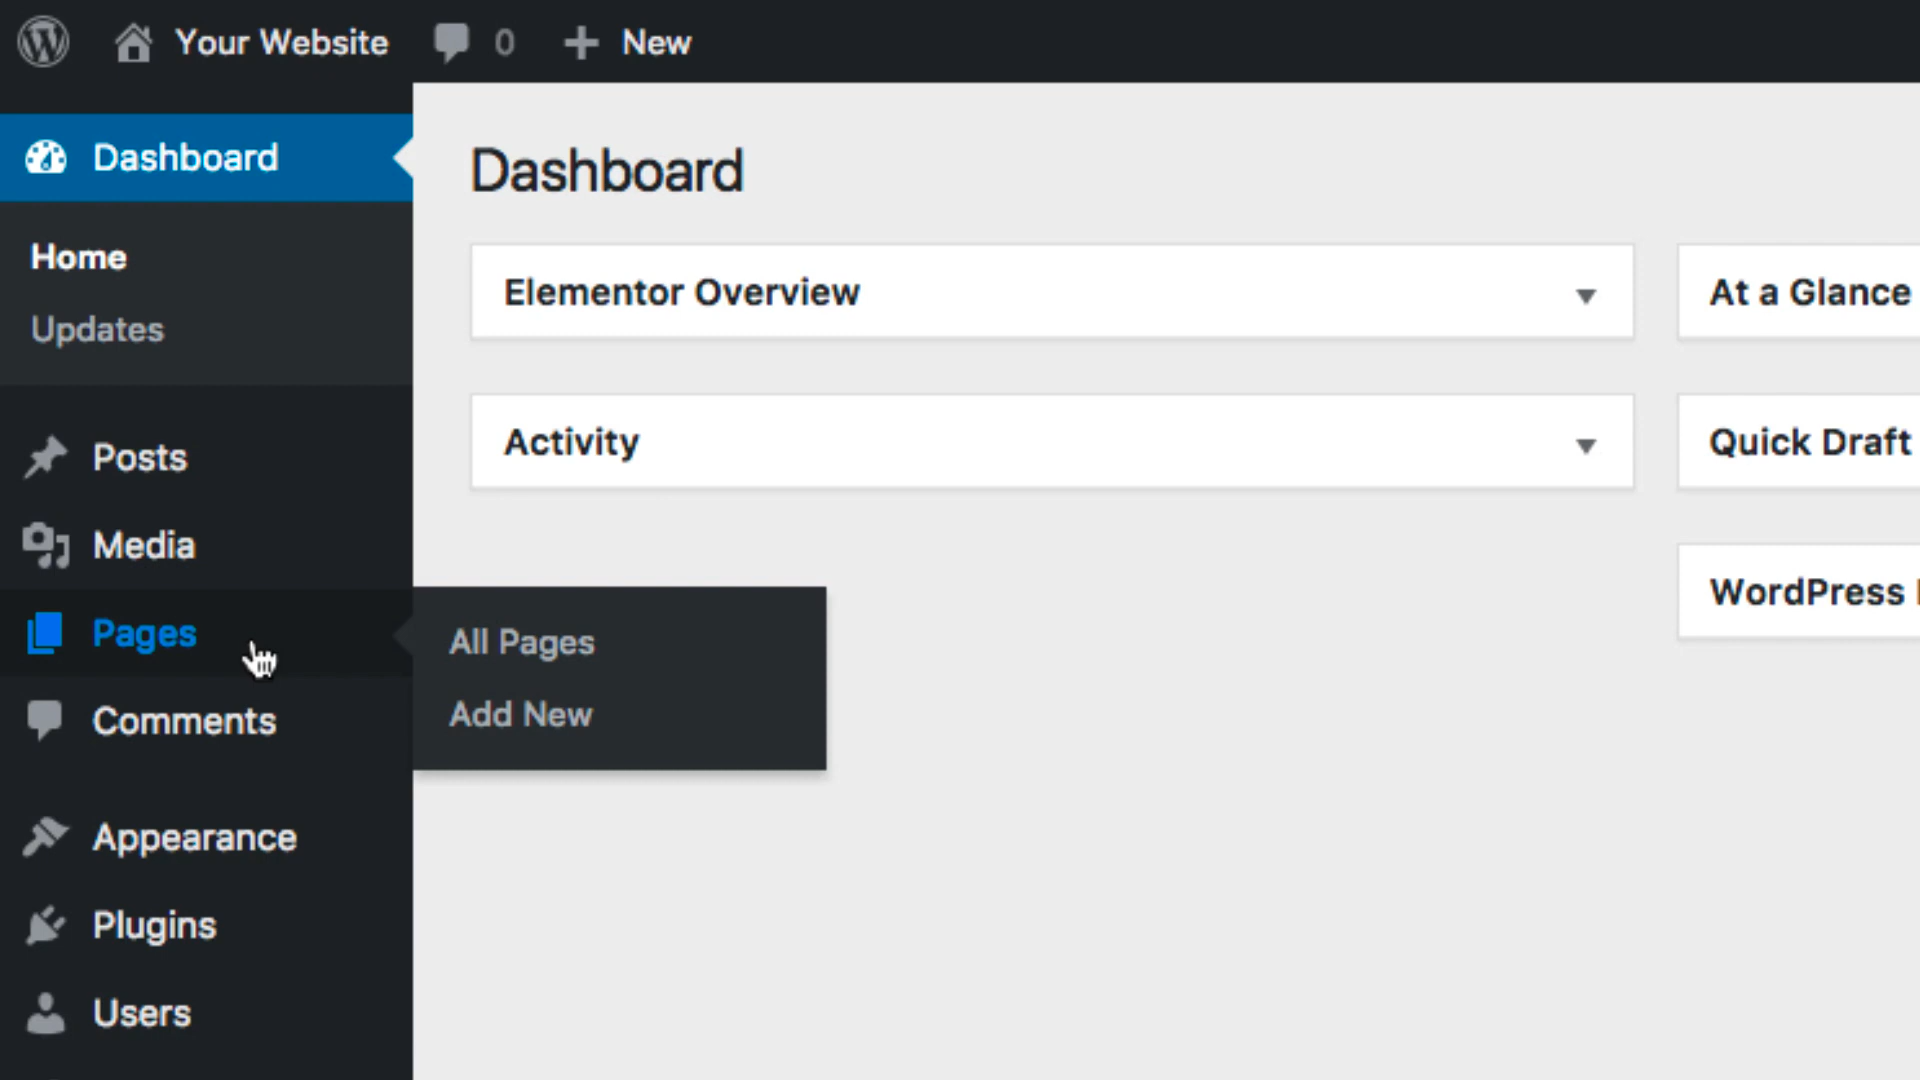 Your Website 0 + New
Dashboard
Home
Updates
Posts
Media
Pages
Comments
Appearance
Plugins
Users
All Pages
Add New
Dashboard
Elementor Overview
Activity
At a Glance
Quick Draft
WordPress